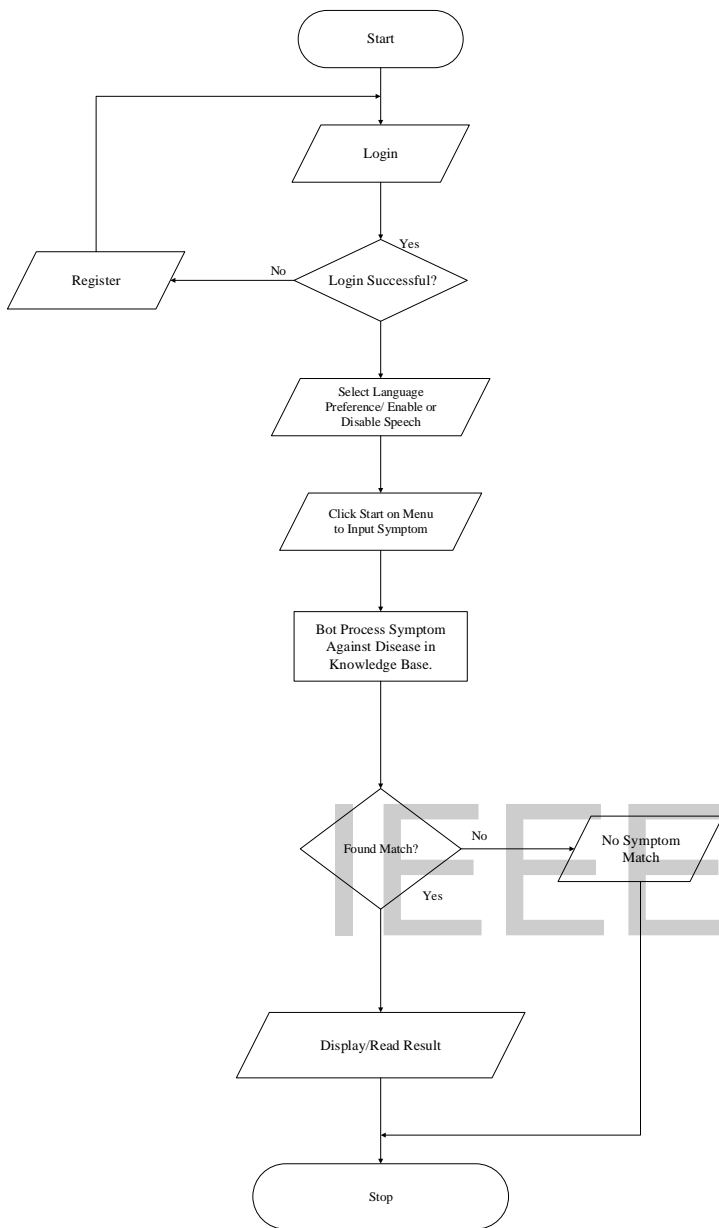 Start
Login
Yes
No
Login Successful?
Register
Select Language
Preference/ Enable or
Disable Speech
Click Start on Menu
to Input Symptom
Bot Process Symptom
Against Disease in
Knowledge Base.
Found Match?
No
No Symptom
Match
Yes
IEEE
Display/Read Result
Stop